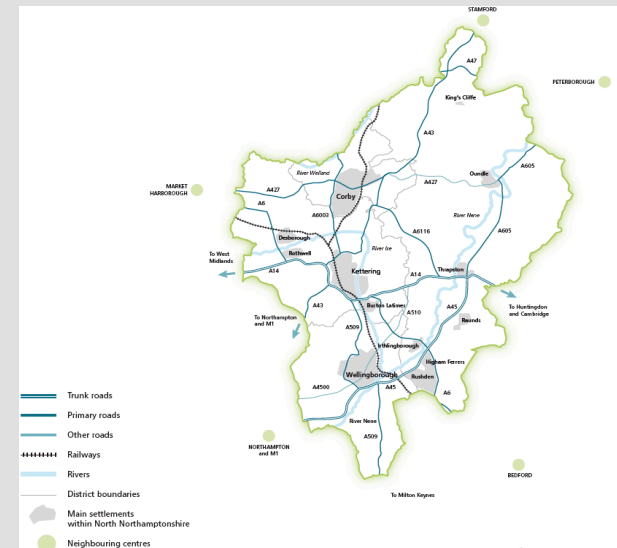 STAMFORD
A47
PETERBOROUGH
King's Cliffe
A43
A605
River Welland
Oundle
A427
A427
MARKET
HARBOROUGH
A6
Corby
A6003
River Nene
A6116
A605
Desborough
River Ise
Rothwell
To West
Midlands
A14
Kettering
A14
Thrapston
A43
Burton Latimer
A510
A45
To Huntingdon
and Cambridge
To Northampton
and M1
A509
Raunds
Irthlingborough
Higham Ferrers
Wellingborough
Rushden
A4500
A45
A6
River Nene
A509
NORTHAMPTON
and M1
BEDFORD
To Milton Keynes
Trunk roads
Primary roads
Other roads
Railways
Rivers
District boundaries
Main settlements
within North Northamptonshire
Neighbouring centres